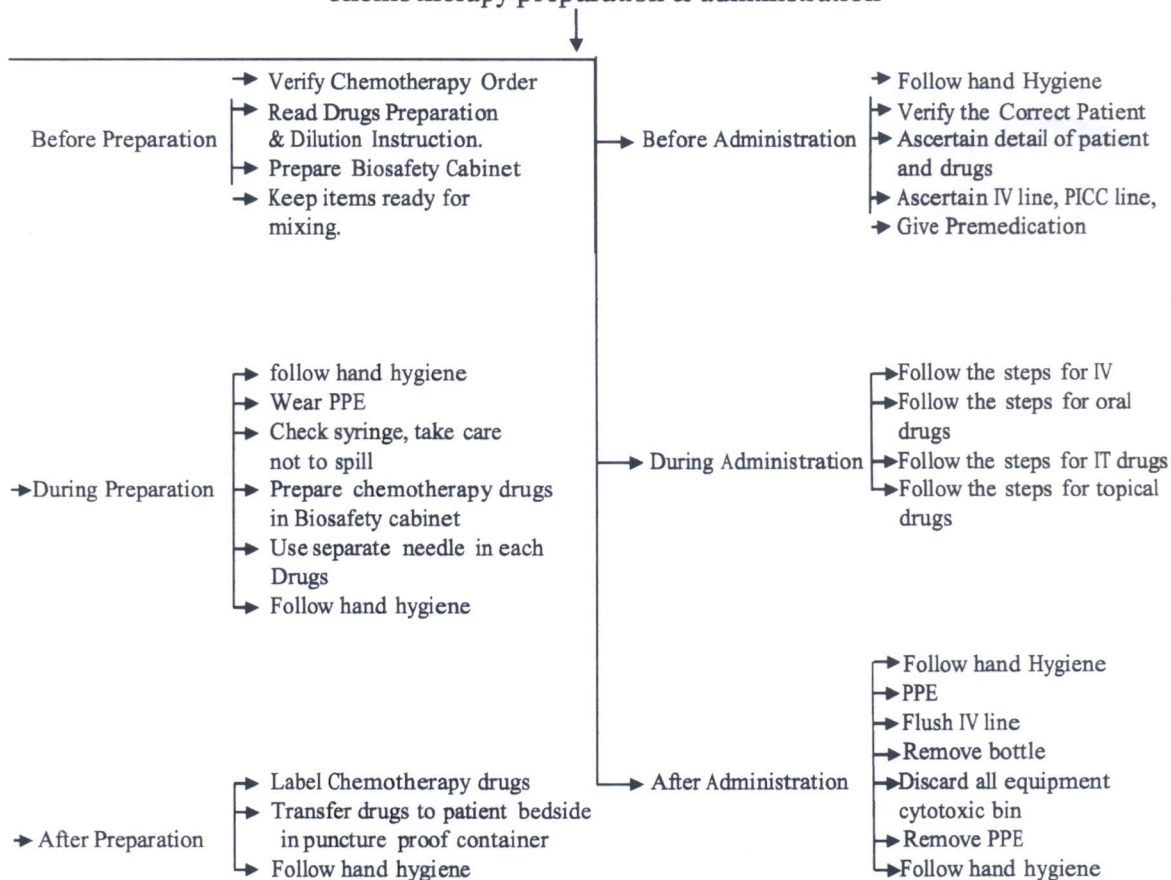 Chemotherapy preparation & administration
Before Preparation
Verify Chemotherapy Order
Read Drugs Preparation
& Dilution Instruction.
Prepare Biosafety Cabinet
Keep items ready for
mixing.
During Preparation
follow hand hygiene
Wear PPE
Check syringe, take care
not to spill
Prepare chemotherapy drugs
in Biosafety cabinet
Use separate needle in each
Drugs
Follow hand hygiene
After Preparation
Label Chemotherapy drugs
Transfer drugs to patient bedside
in puncture proof container
Follow hand hygiene
Before Administration
Follow hand Hygiene
Verify the Correct Patient
Ascertain detail of patient
and drugs
Ascertain IV line, PICC line,
Give Premedication
During Administration
Follow the steps for IV
Follow the steps for oral
drugs
Follow the steps for IT drugs
Follow the steps for topical
drugs
After Administration
Follow hand Hygiene
PPE
Flush IV line
Remove bottle
Discard all equipment
cytotoxic bin
Remove PPE
Follow hand hygiene